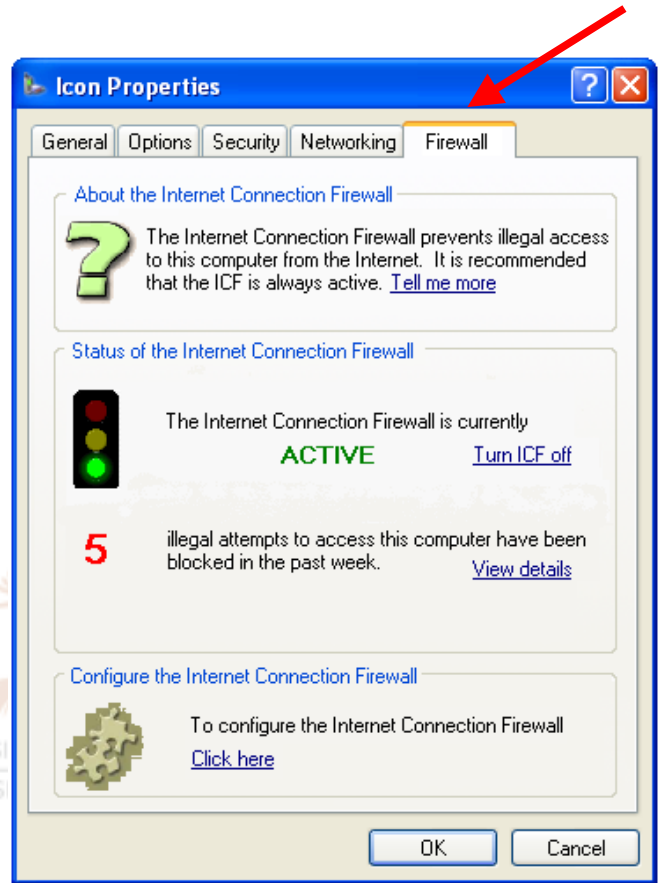 Icon Properties
General Options Security Networking Firewall
About the Internet Connection Firewall
The Internet Connection Firewall prevents illegal access
to this computer from the Internet. It is recommended
that the ICF is always active. Tell me more
Status of the Internet Connection Firewall
The Internet Connection Firewall is currently
ACTIVE Turn ICF off
5 illegal attempts to access this computer have been
blocked in the past week. View details
Configure the Internet Connection Firewall
To configure the Internet Connection Firewall
Click here
OK Cancel